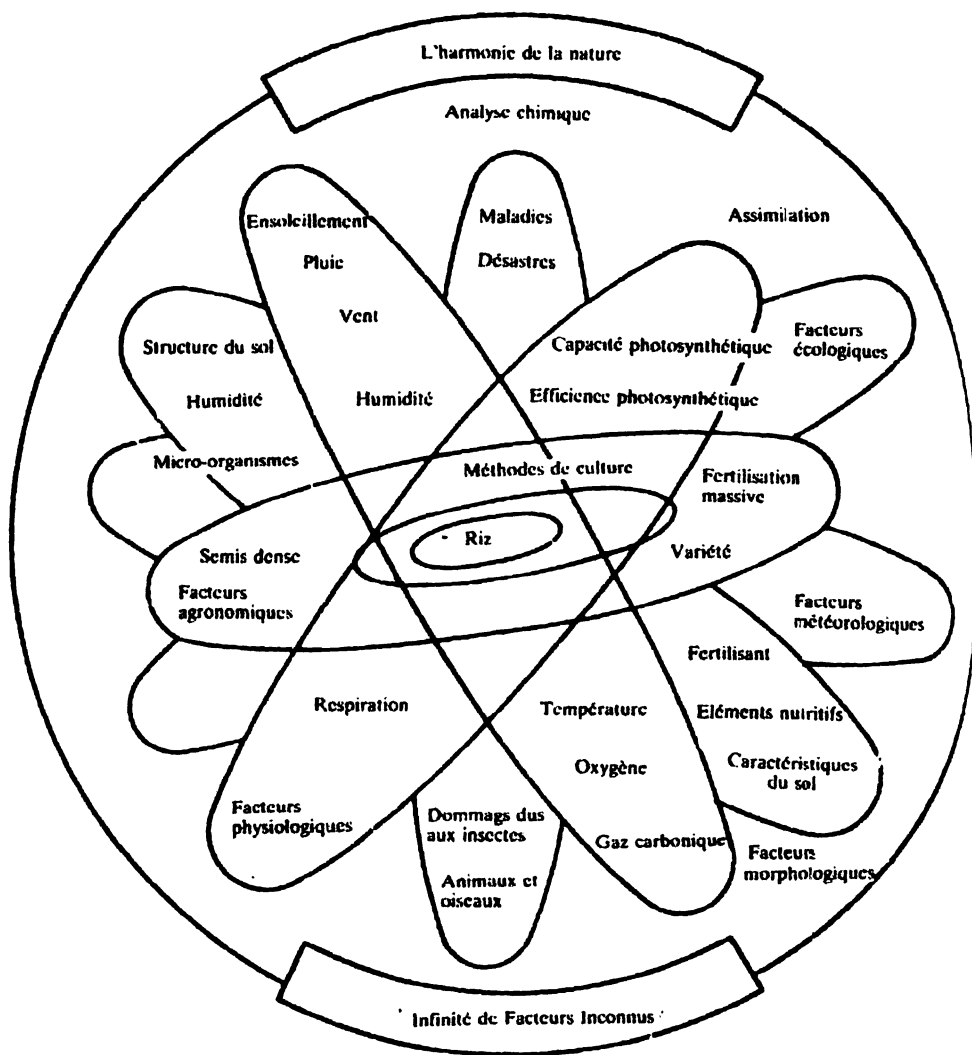 L'harmonie de la nature
Analyse chimique
Ensoleillement
Maladies
Assimilation
Pluie
Désastres
Vent
Structure du sol
Capacité photosynthétique
Facteurs
écologiques
Humidité
Humidité
Efficience photosynthétique
Micro-organismes
Méthodes de culture
Fertilisation
massive
Riz
Semis dense
Variété
Facteurs
agronomiques
Facteurs
météorologiques
Fertilisant
Respiration
Température
Eléments nutritifs
Oxygène
Caractéristiques
du sol
Facteurs
physiologiques
Dommags dus
aux insectes
Gaz carbonique
Facteurs
morphologiques
Animaux et
oiseaux
Infinité de Facteurs Inconnus